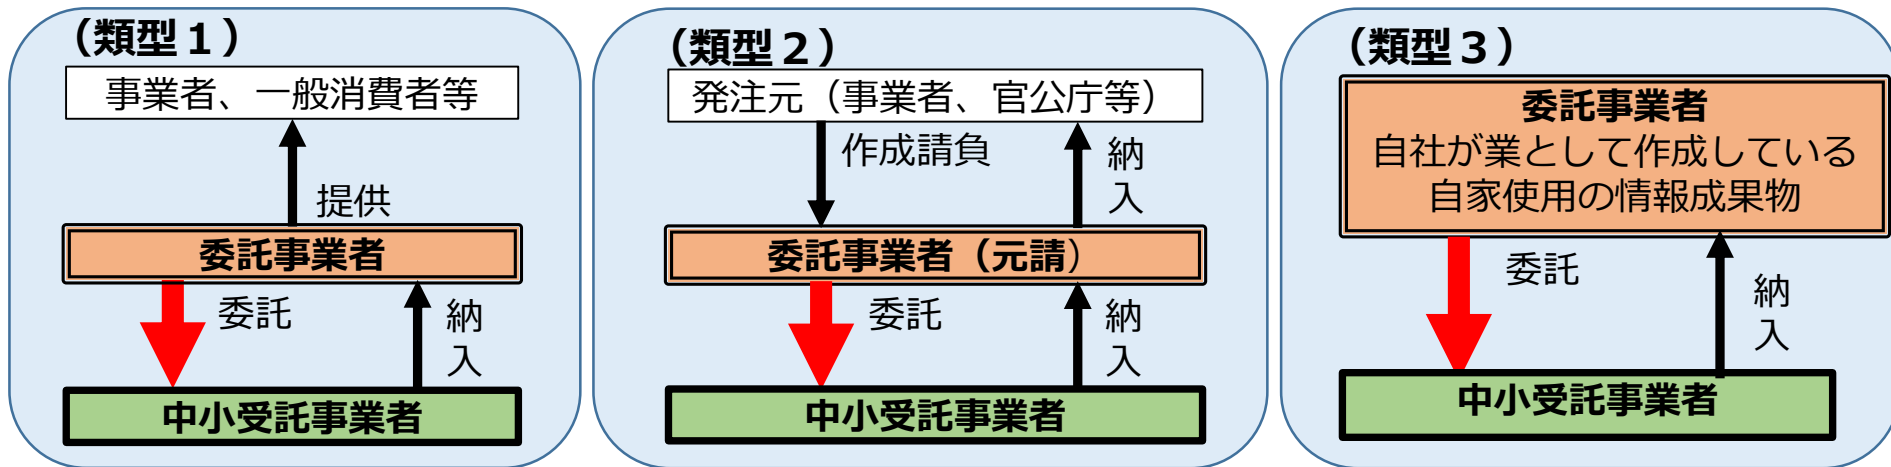 （類型１）
事業者、一般消費者等
提供
委託事業者
委託
納
入
中小受託事業者
（類型２）
発注元（事業者、官公庁等）
作成請負
納
入
委託事業者（元請）
委託
納
入
中小受託事業者
（類型３）
委託事業者
自社が業として作成している
自家使用の情報成果物
委託
納
入
中小受託事業者